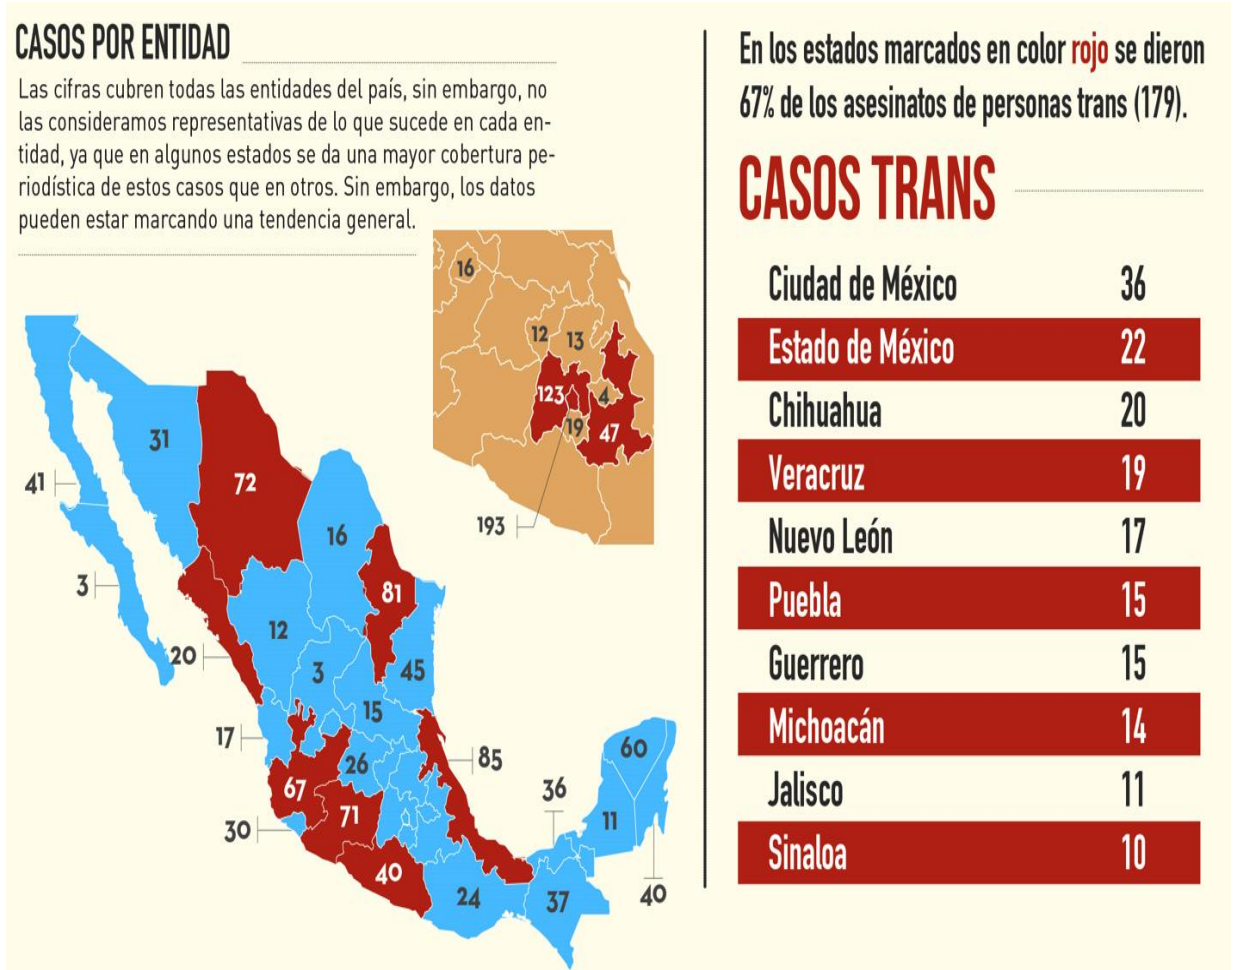 CASOS POR ENTIDAD
Las cifras cubren todas las entidades del país, sin embargo, no
las consideramos representativas de lo que sucede en cada en-
tidad, ya que en algunos estados se da una mayor cobertura pe-
riodística de estos casos que en otros. Sin embargo, los datos
pueden estar marcando una tendencia general.
16
12
13
123
4
19
47
193
31
41
72
16
3
81
12
20
3
45
15
17
26
85
60
67
36
71
11
30
40
24
37
40
En los estados marcados en color rojo se dieron
67% de los asesinatos de personas trans (179).
CASOS TRANS
Ciudad de México 36
Estado de México 22
Chihuahua 20
Veracruz 19
Nuevo León 17
Puebla 15
Guerrero 15
Michoacán 14
Jalisco 11
Sinaloa 10